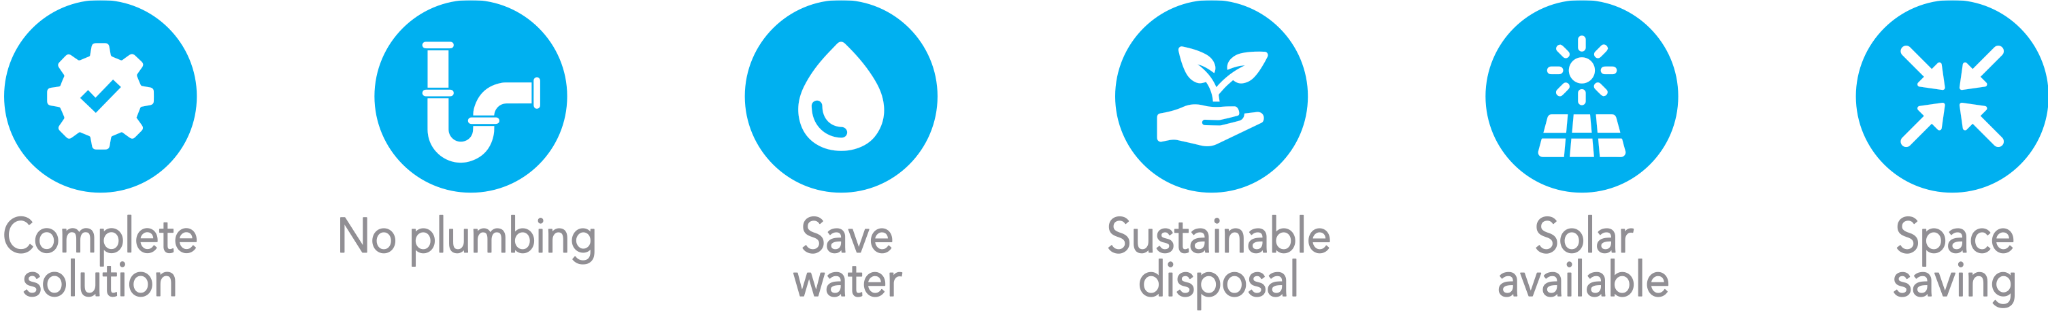 Complete
solution
No plumbing
Save
water
Sustainable
disposal
Solar
available
Space
saving